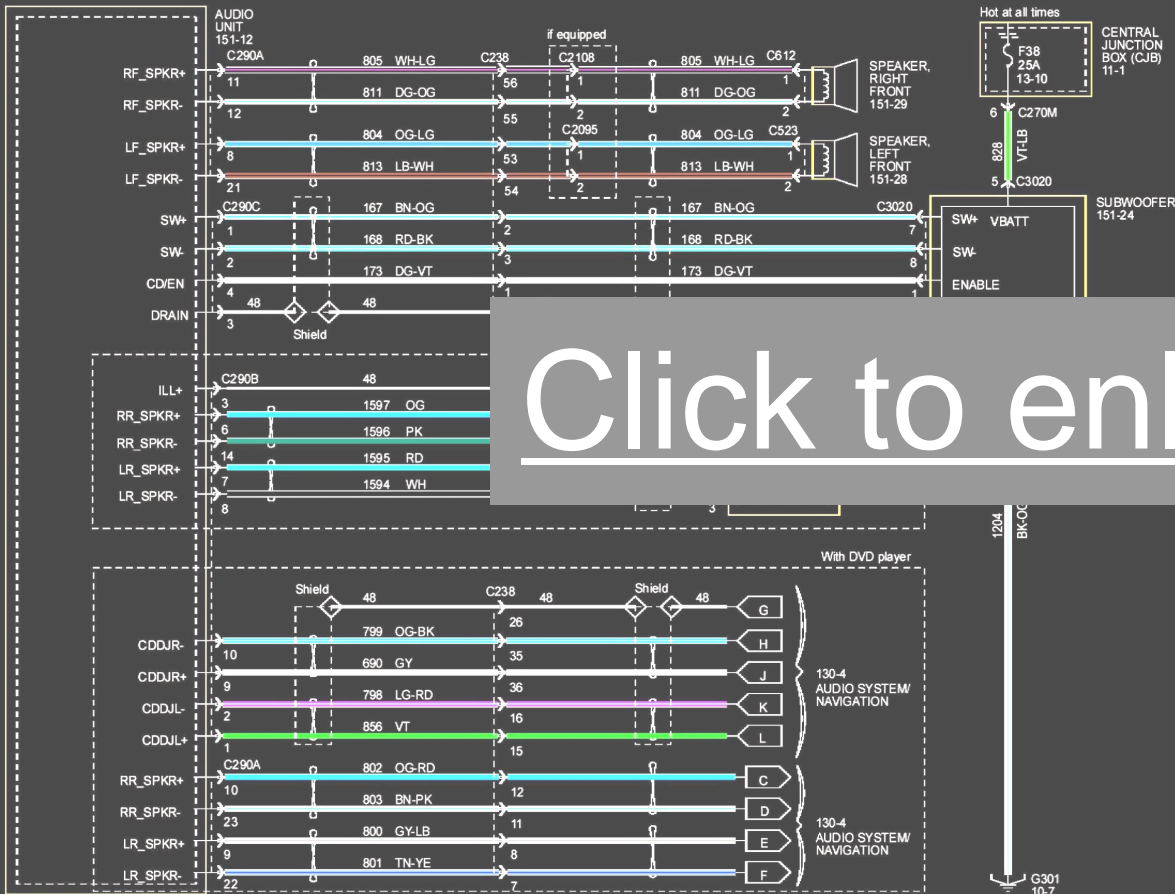 AUDIO
UNIT
151-12
Hot at all times
if equipped
F38
25A
13-10
CENTRAL
JUNCTION
BOX (CJB)
11-1
C290A 805 WH-LG C238 C2108 805 WH-LG C612
RF_SPKR+ 11 56 1 1
SPEAKER,
RIGHT
FRONT
151-29
811 DG-OG 811 DG-OG
RF_SPKR- 12 55 2 2
6 C270M
828 VT-LB
5 C3020
804 OG-LG C2095 804 OG-LG C523
LF_SPKR+ 8 53 1 1
SPEAKER,
LEFT
FRONT
151-28
813 LB-WH 813 LB-WH
LF_SPKR- 21 54 2 2
SUBWOOFER
151-24
C290C 167 BN-OG 167 BN-OG C3020
SW+ 1 2 7 SW+ VBATT
168 RD-BK 168 RD-BK
SW- 2 3 8 SW-
173 DG-VT 173 DG-VT
CD/EN 4 1 1 ENABLE
48 48
DRAIN 3
Shield
Click to enl
C290B 48
ILL+ 3
1597 OG
RR_SPKR+ 6
1596 PK
RR_SPKR- 14
1595 RD
LR_SPKR+ 7
1594 WH
LR_SPKR- 8
3
1204 BK-OG
With DVD player
Shield 48 C238 48 Shield 48
26 G
799 OG-BK
CDDJR- 10 35 H
690 GY
CDDJR+ 9 36 J
798 LG-RD
CDDJL- 2 16 K
856 VT
CDDJL+ 1 15 L
130-4
AUDIO SYSTEM/
NAVIGATION
C290A 802 OG-RD
RR_SPKR+ 10 12 C
803 BN-PK
RR_SPKR- 23 11 D
800 GY-LB
LR_SPKR+ 9 8 E
801 TN-YE
LR_SPKR- 22 7 F
130-4
AUDIO SYSTEM/
NAVIGATION
G301
10-7